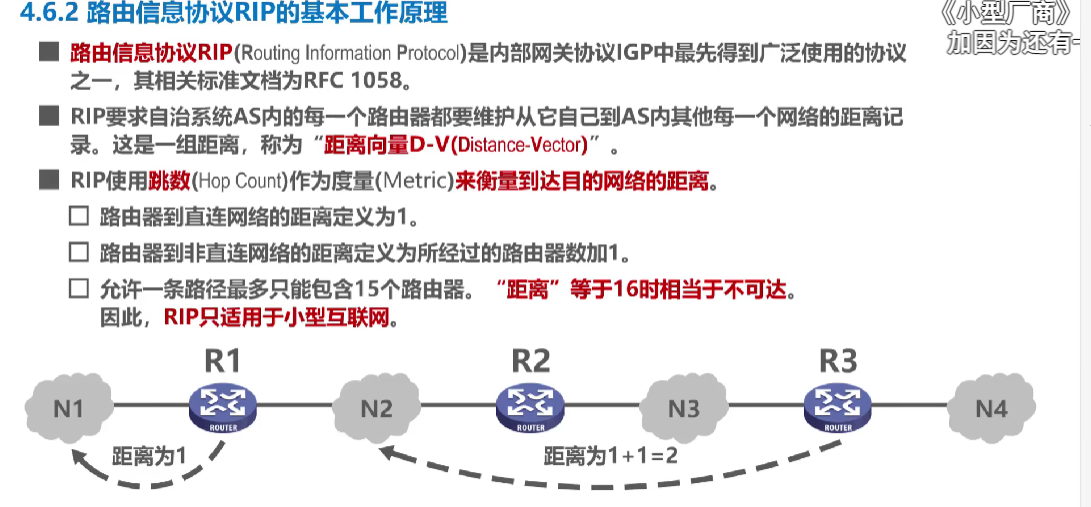 4.6.2 路由信息协议RIP的基本工作原理
《小型厂商》
加因为还有一
路由信息协议RIP(Routing Information Protocol)是内部网关协议IGP中最先得到广泛使用的协议
之一，其相关标准文档为RFC 1058。
RIP要求自治系统AS内的每一个路由器都要维护从它自己到AS内其他每一个网络的距离记
录。这是一组距离，称为“距离向量D-V(Distance-Vector)”。
RIP使用跳数(Hop Count)作为度量(Metric)来衡量到达目的网络的距离。
路由器到直连网络的距离定义为1。
路由器到非直连网络的距离定义为所经过的路由器数加1。
允许一条路径最多只能包含15个路由器。“距离”等于16时相当于不可达。
因此，RIP只适用于小型互联网。
R1 R2 R3
N1 N2 N3 N4
ROUTER ROUTER ROUTER
距离为1 距离为1+1=2